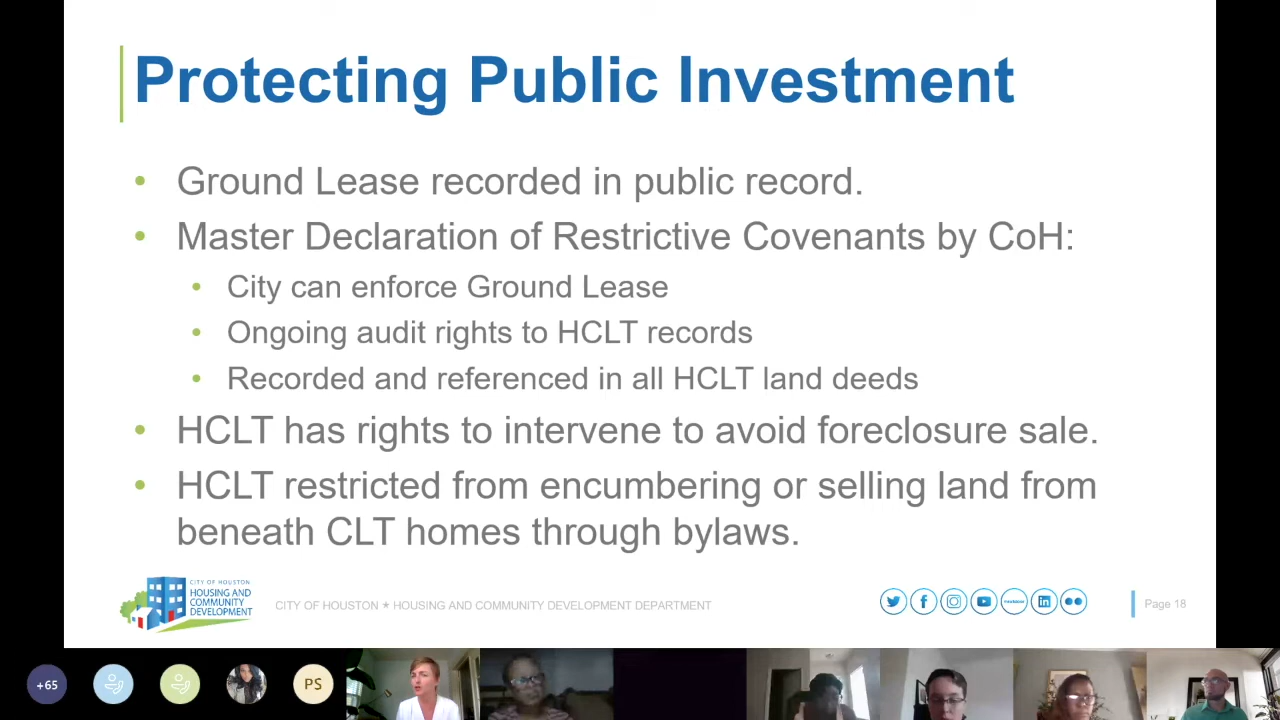 Protecting Public Investment
• Ground Lease recorded in public record.
• Master Declaration of Restrictive Covenants by CoH:
• City can enforce Ground Lease
• Ongoing audit rights to HCLT records
• Recorded and referenced in all HCLT land deeds
• HCLT has rights to intervene to avoid foreclosure sale.
• HCLT restricted from encumbering or selling land from
beneath CLT homes through bylaws.
CITY OF HOUSTON
HOUSING AND
COMMUNITY
DEVELOPMENT
CITY OF HOUSTON ★ HOUSING AND COMMUNITY DEVELOPMENT DEPARTMENT
Page 18
+65
PS